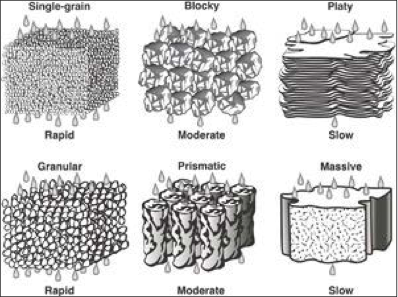 Single-grain Blocky Platy
Rapid Moderate Slow
Granular Prismatic Massive
Rapid Moderate Slow